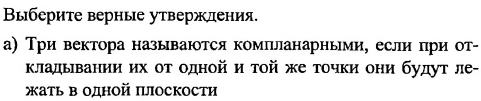 Выберите верные утверждения.
а) Три вектора называются компланарными, если при от-
кладывании их от одной и той же точки они будут ле-
жать в одной плоскости